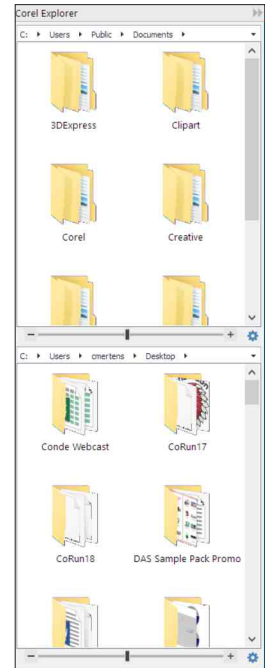 Corel Explorer
C: Users Public Documents
3DExpress Clipart
Corel Creative
C: Users cmertens Desktop
Conde Webcast CoRun17
CoRun18 DAS Sample Pack Promo